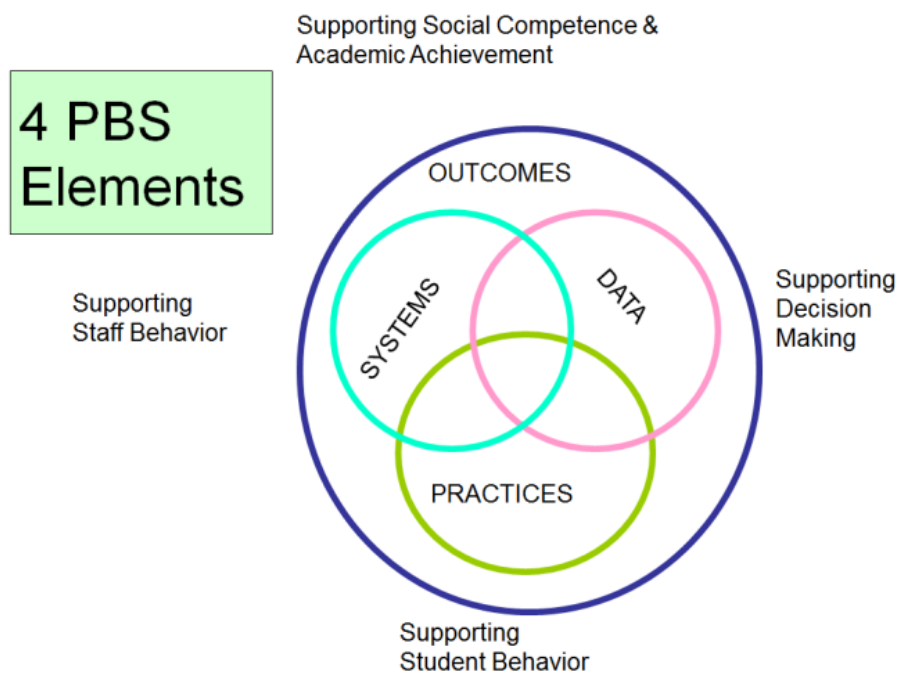 Supporting Social Competence &
Academic Achievement
4 PBS
Elements
OUTCOMES
SYSTEMS
DATA
Supporting
Staff Behavior
Supporting
Decision
Making
PRACTICES
Supporting
Student Behavior